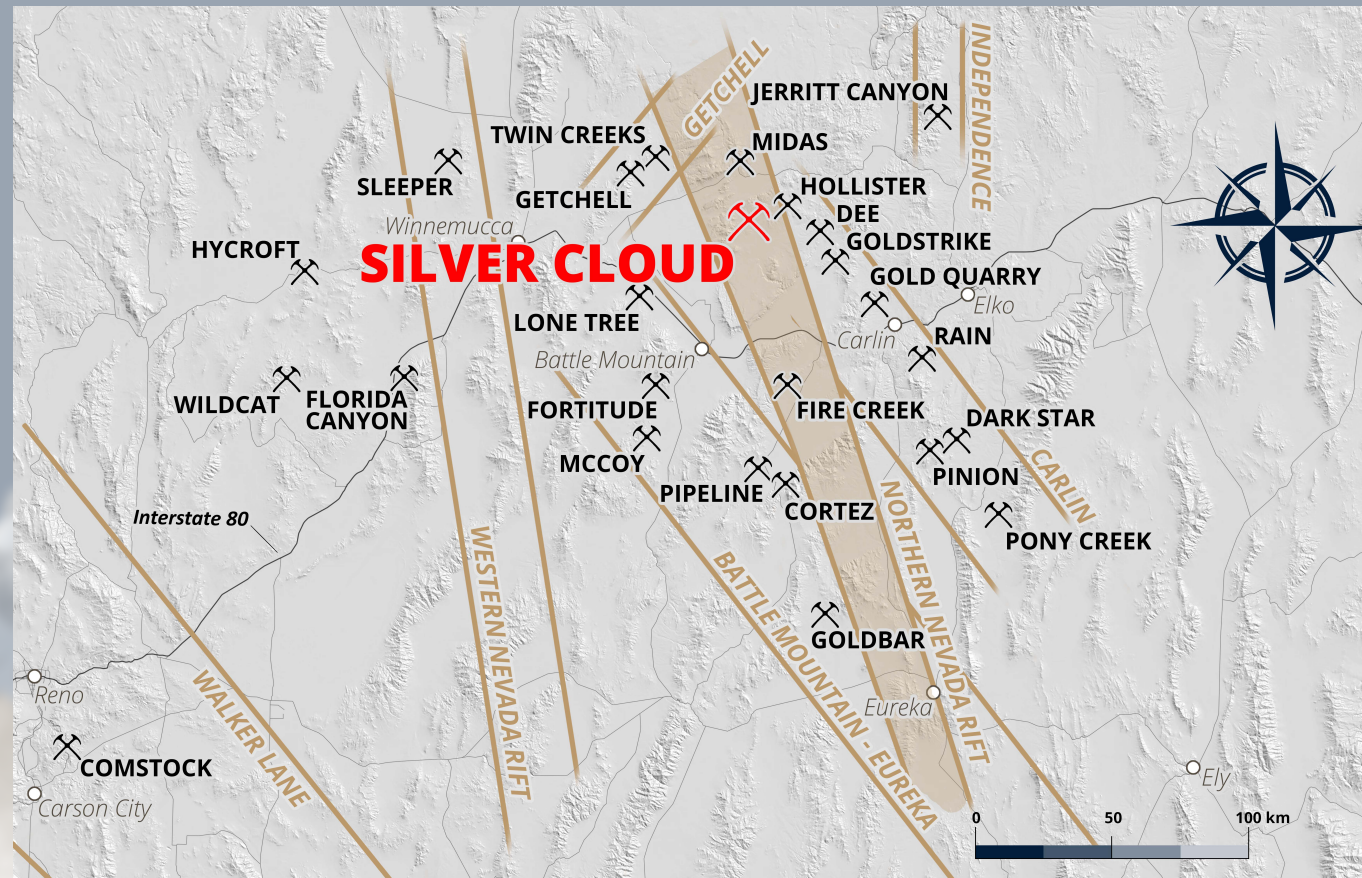 GETCHELL
INDEPENDENCE
JERRITT CANYON
TWIN CREEKS
MIDAS
SLEEPER
GETCHELL
HOLLISTER
DEE
Winnemucca
HYCROFT
SILVER CLOUD
GOLDSTRIKE
GOLD QUARRY
Elko
LONE TREE
Carlin
RAIN
Battle Mountain
WILDCAT
FLORIDA
CANYON
FORTITUDE
FIRE CREEK
DARK STAR
MCCOY
PINION
CARLIN
PIPELINE
CORTEZ
Interstate 80
PONY CREEK
WESTERN NEVADA RIFT
BATTLE MOUNTAIN - EUREKA
NORTHERN NEVADA RIFT
GOLDBAR
Reno
WALKER LANE
Eureka
COMSTOCK
Carson City
Ely
0 50 100 km